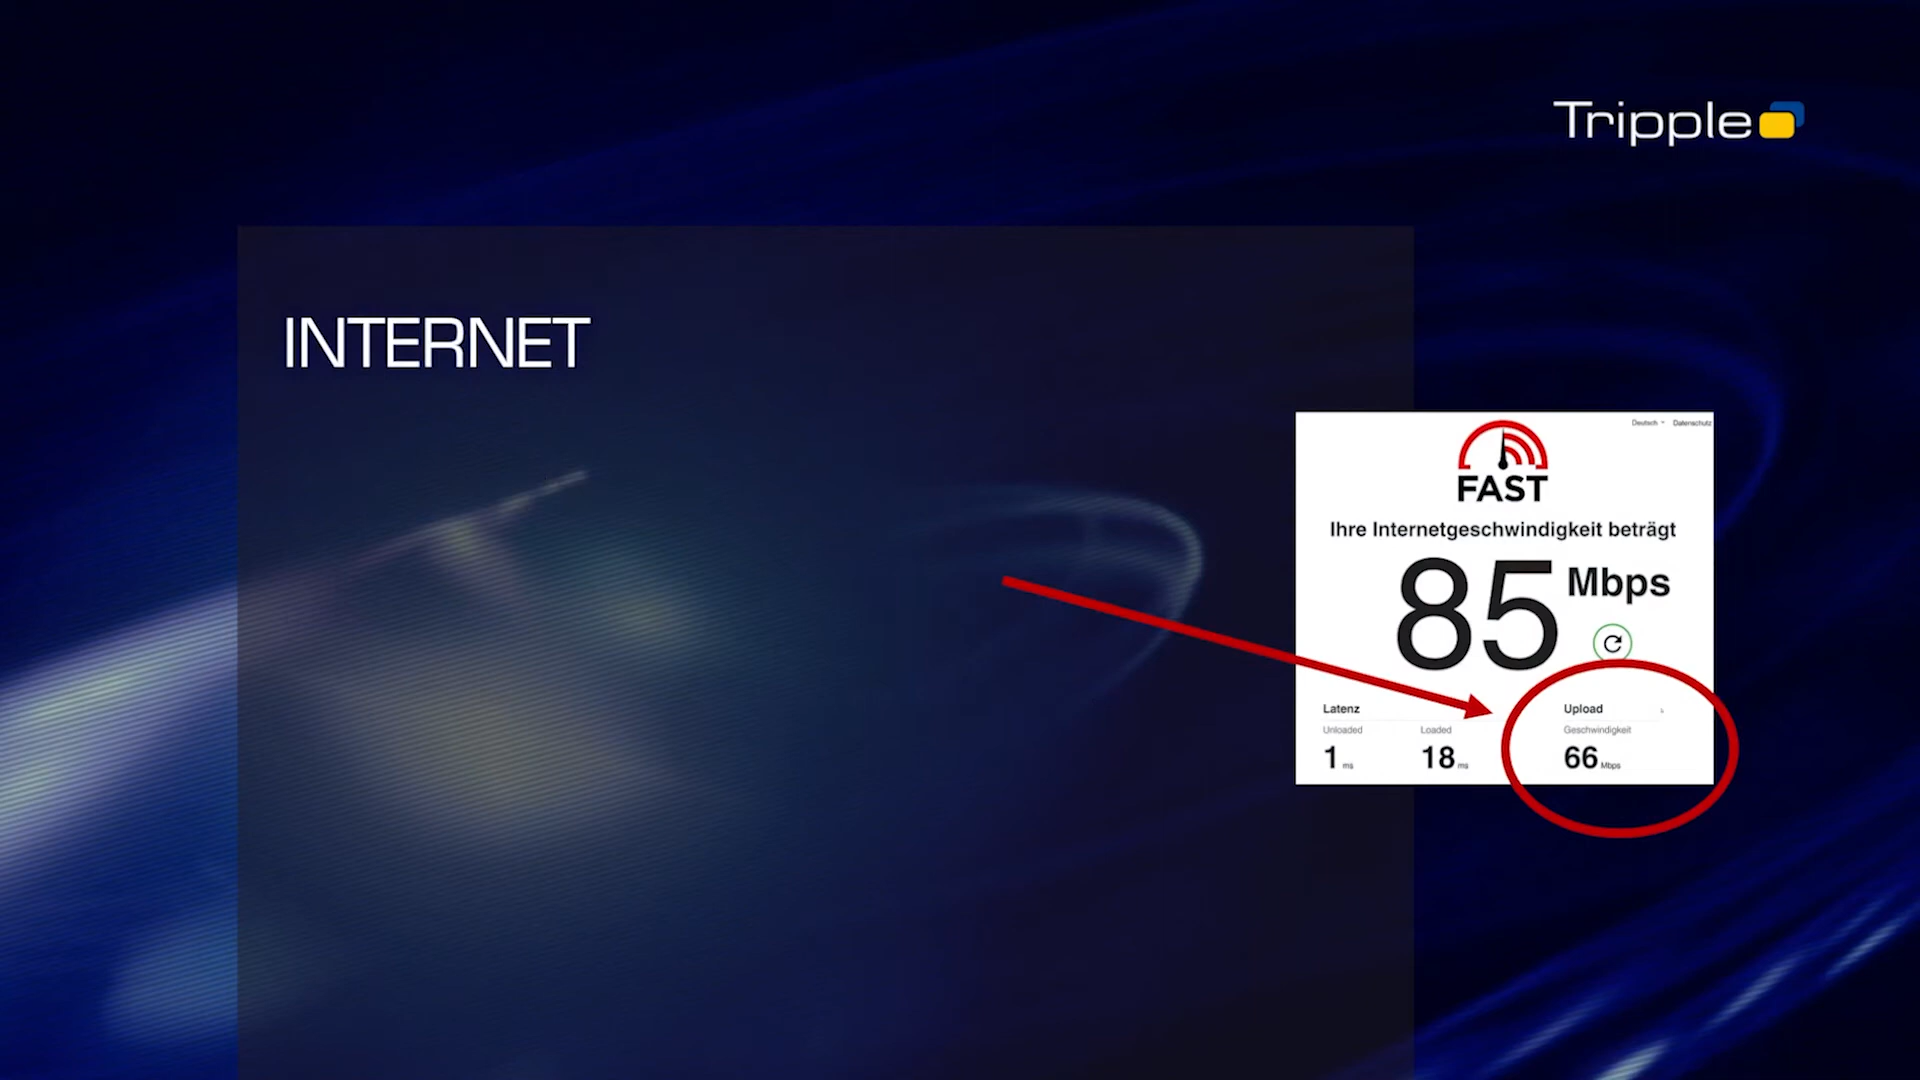 Tripple
INTERNET
Deutsch Datenschutz
FAST
Ihre Internetgeschwindigkeit beträgt
85 Mbps
Latenz Upload
Unloaded Loaded Geschwindigkeit
1 ms 18 ms 66 Mbps